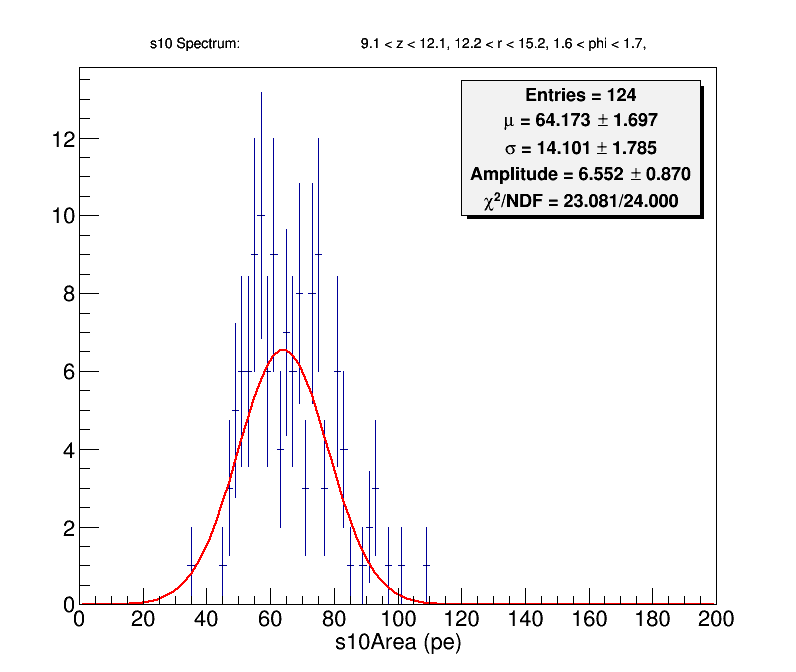 s10 Spectrum: 9.1 < z < 12.1, 12.2 < r < 15.2, 1.6 < phi < 1.7,
Entries = 124
μ = 64.173 ± 1.697
σ = 14.101 ± 1.785
Amplitude = 6.552 ± 0.870
χ²/NDF = 23.081/24.000
12
10
8
6
4
2
0
0 20 40 60 80 100 120 140 160 180 200
s10Area (pe)